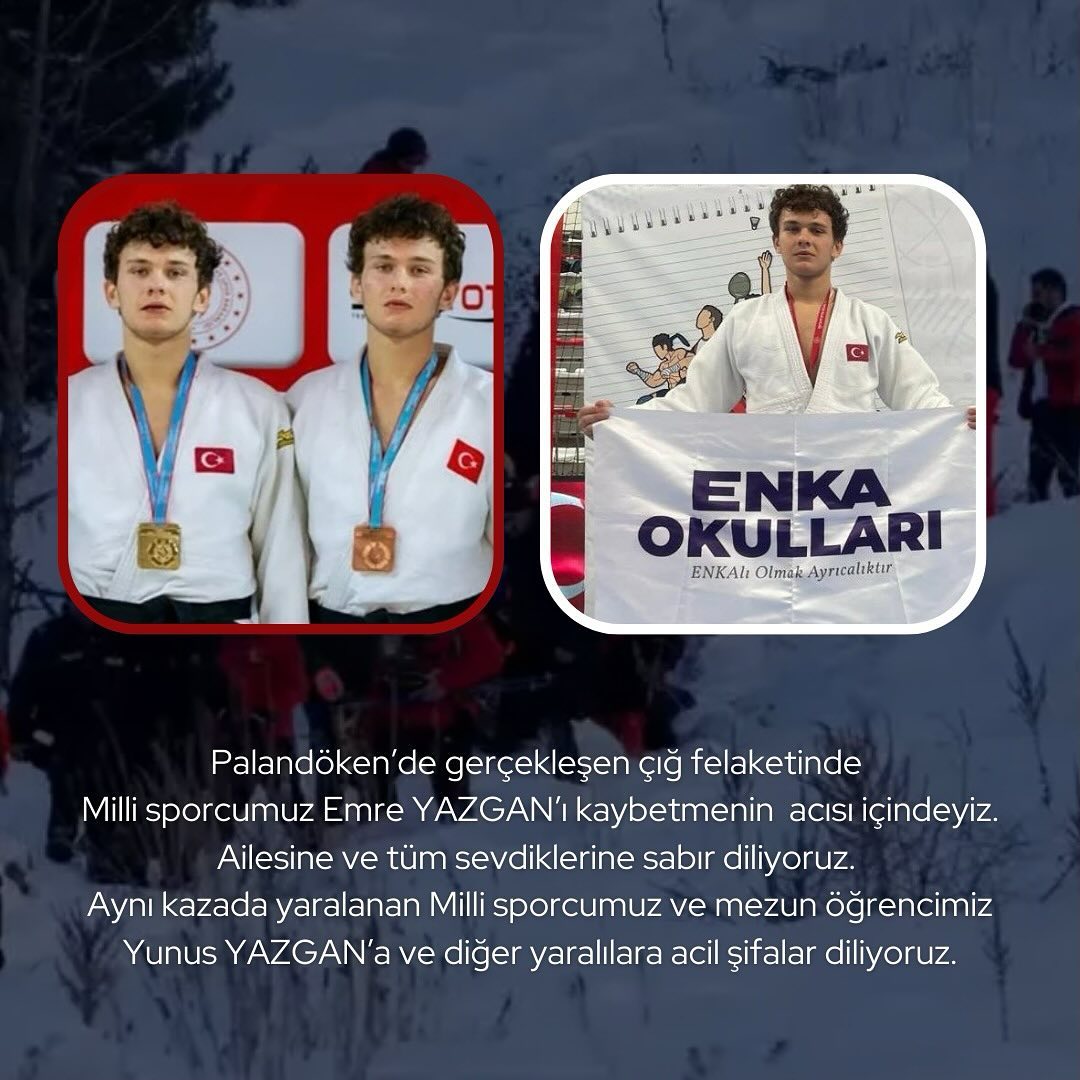 OT
ENKA
OKULLARI
ENKAlı Olmak Ayrıcalıktır
Palandöken’de gerçekleşen çığ felaketinde
Milli sporcumuz Emre YAZGAN’ı kaybetmenin acısı içindeyiz.
Ailesine ve tüm sevdiklerine sabır diliyoruz.
Aynı kazada yaralanan Milli sporcumuz ve mezun öğrencimiz
Yunus YAZGAN’a ve diğer yaralılara acil şifalar diliyoruz.